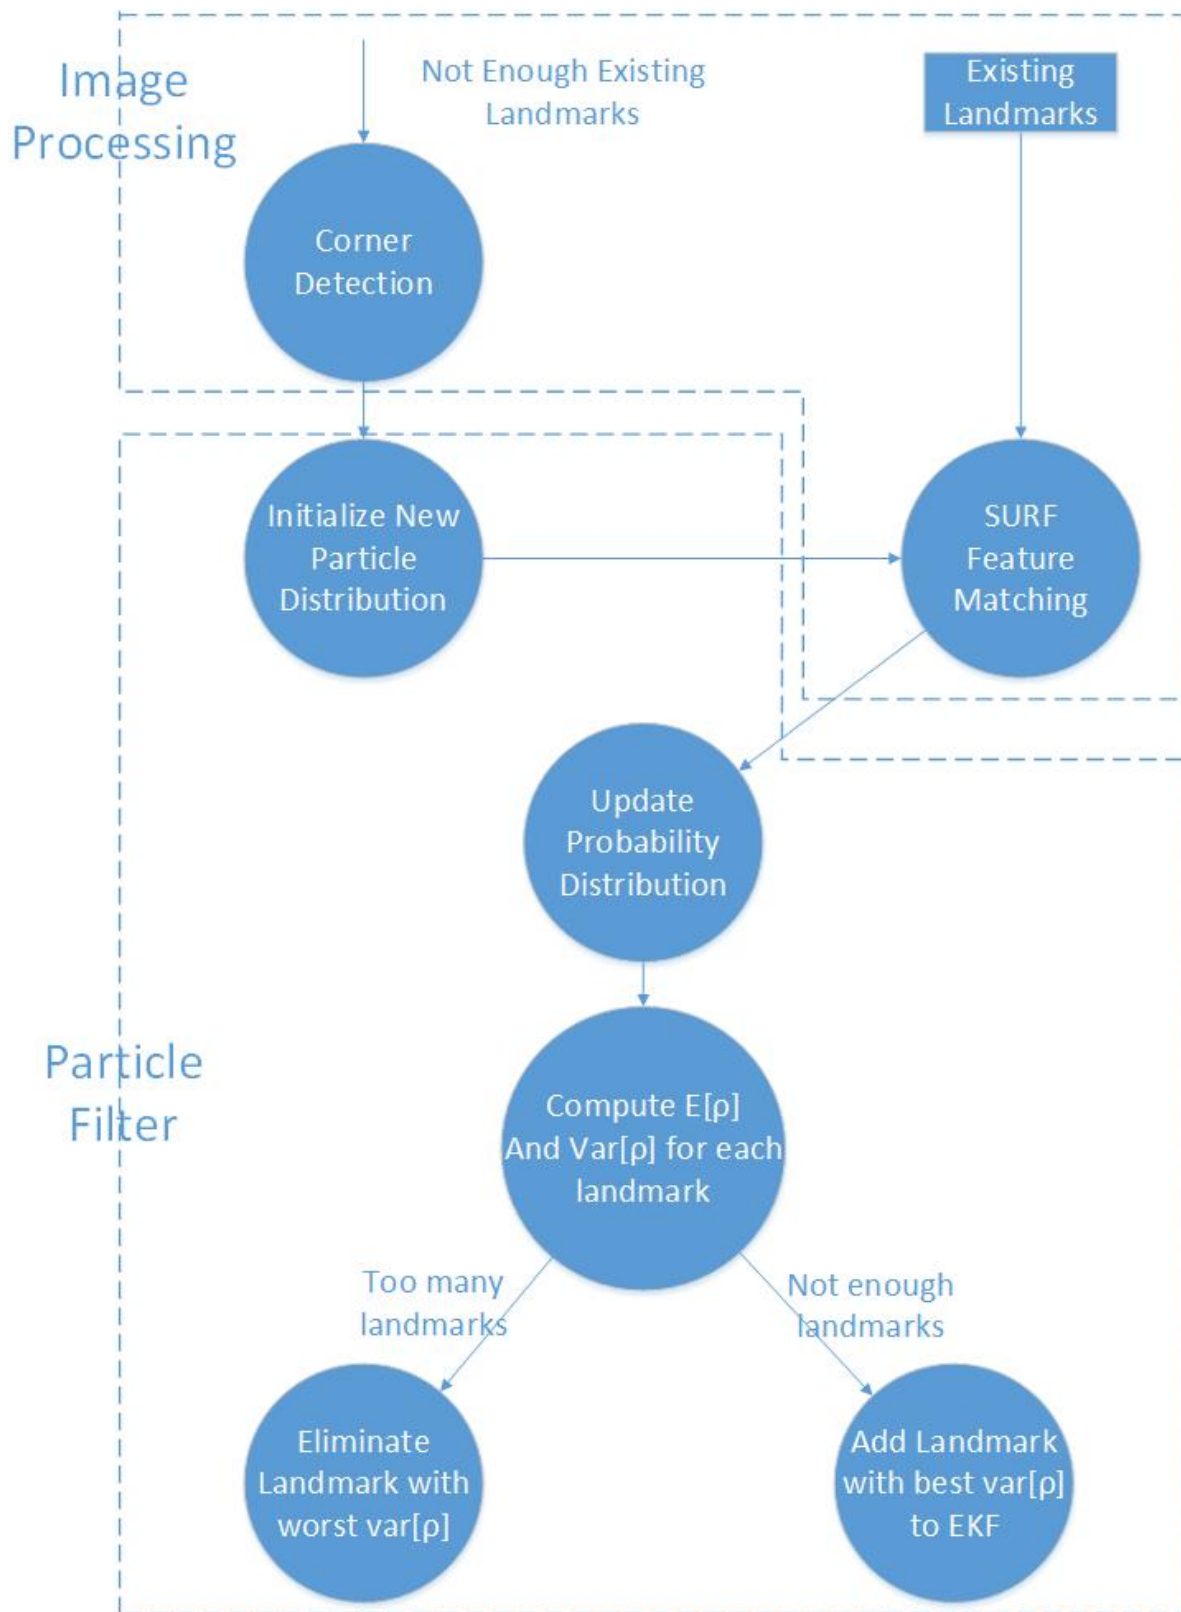 Image
Processing
Not Enough Existing
Landmarks
Existing
Landmarks
Corner
Detection
Initialize New
Particle
Distribution
SURF
Feature
Matching
Update
Probability
Distribution
Particle
Filter
Compute E[ρ]
And Var[ρ] for each
landmark
Too many
landmarks
Not enough
landmarks
Eliminate
Landmark with
worst var[ρ]
Add Landmark
with best var[ρ]
to EKF